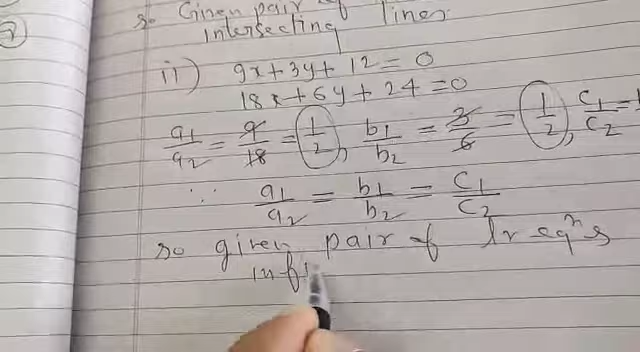 so Given pair of
intersecting lines
ii) 9x+3y+12=0
18x+6y+24=0
a1/a2 = 9/18 = 1/2, b1/b2 = 3/6 = 1/2, c1/c2 =
∵ a1/a2 = b1/b2 = c1/c2
so given pair of lr eqⁿs
infi